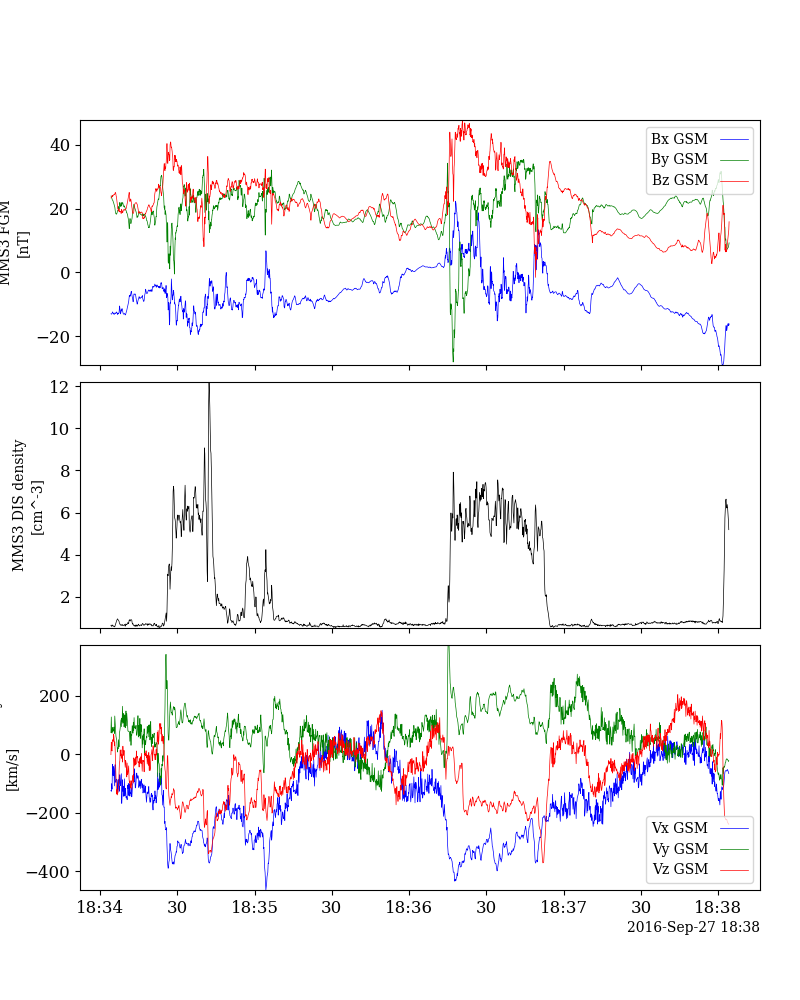 40
20
0
−20
MMS3 FGM
[nT]
Bx GSM
By GSM
Bz GSM
12
10
8
6
4
2
MMS3 DIS density
[cm^-3]
200
0
−200
−400
[km/s]
Vx GSM
Vy GSM
Vz GSM
18:34 30 18:35 30 18:36 30 18:37 30 18:38
2016-Sep-27 18:38